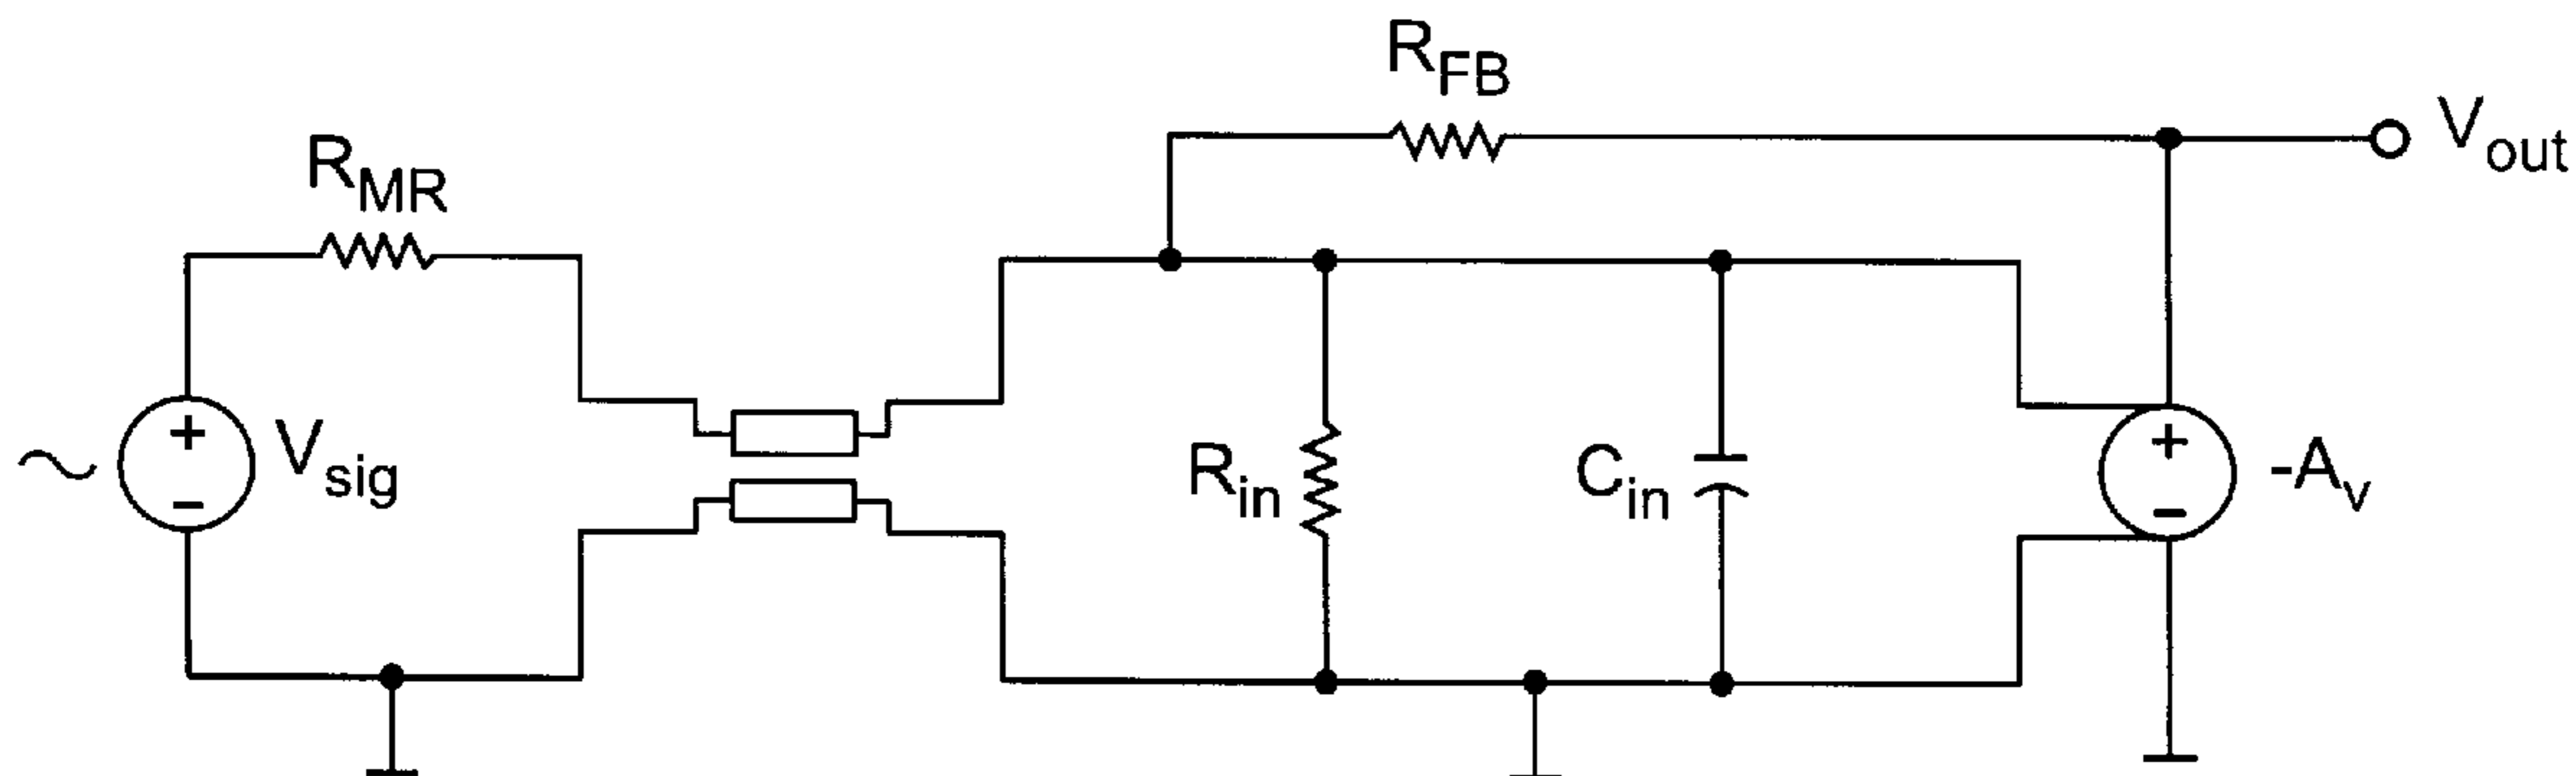 R_FB
V_out
R_MR
+
-
V_sig
R_in
C_in
+
-
-A_v